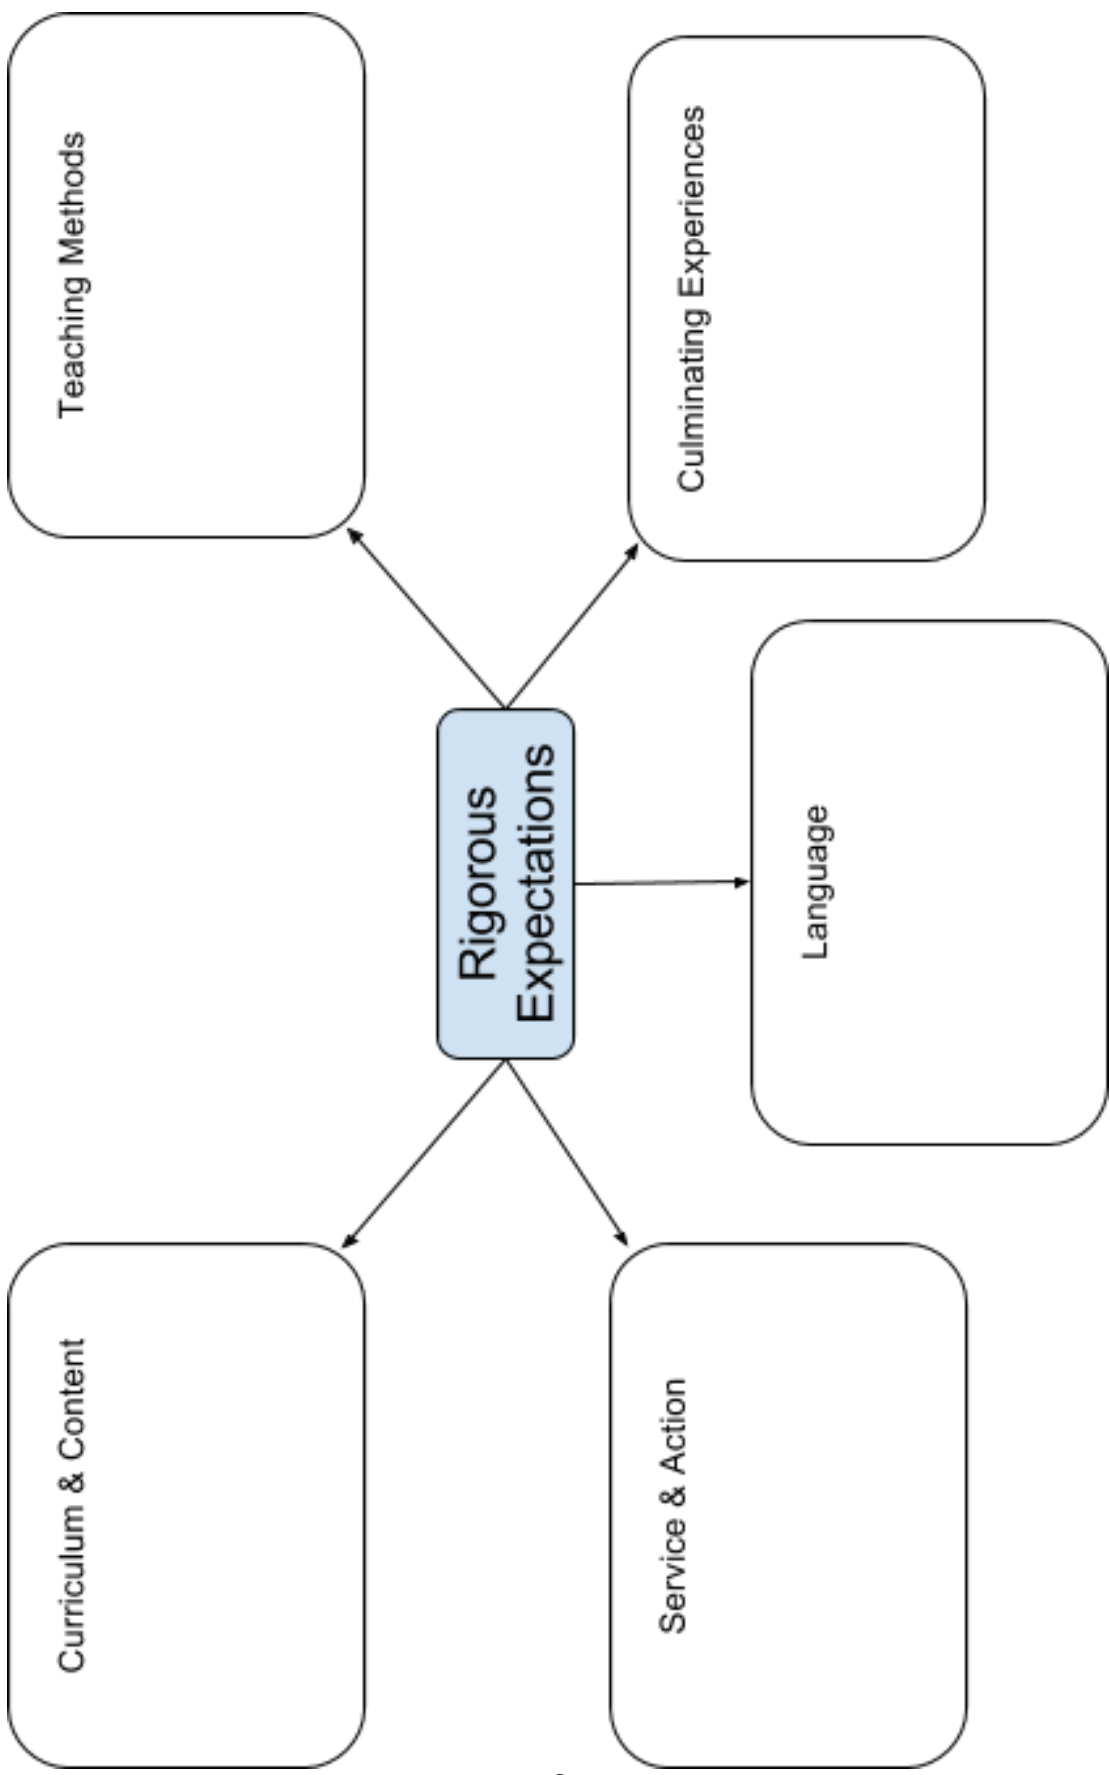 Curriculum & Content
Teaching Methods
Rigorous
Expectations
Service & Action
Language
Culminating Experiences